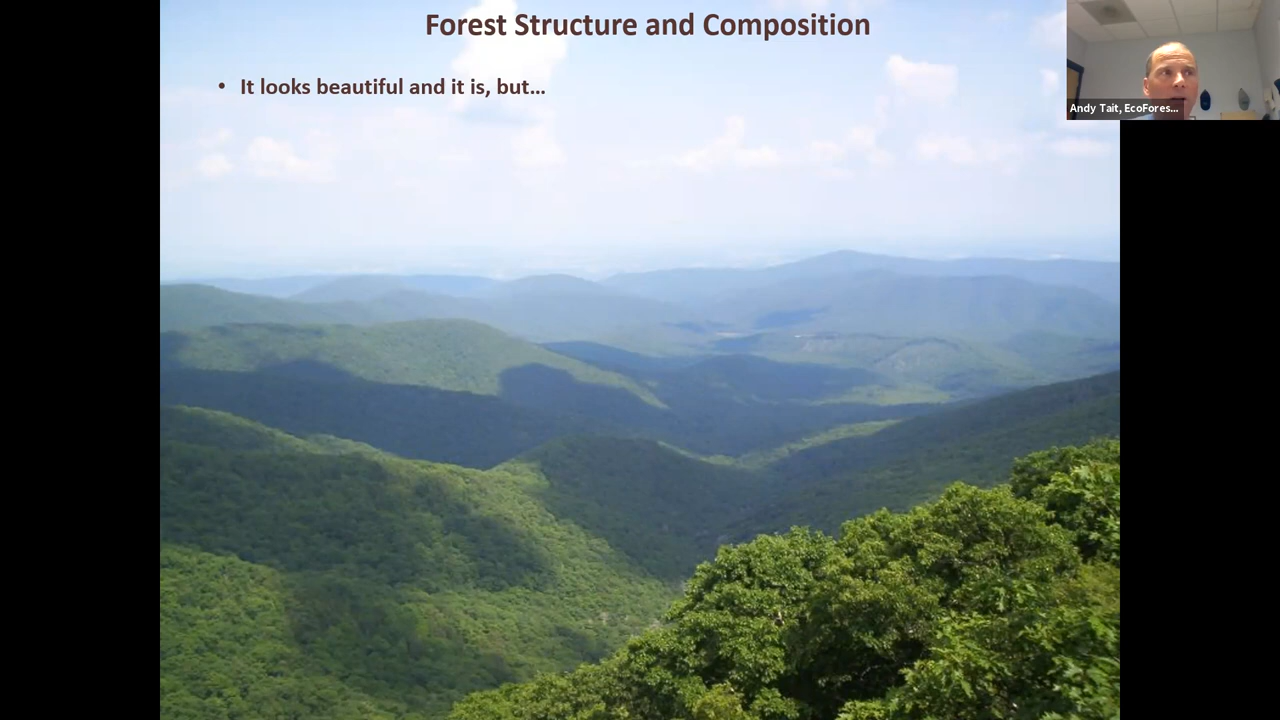 Forest Structure and Composition
• It looks beautiful and it is, but...
Andy Tait, EcoFores...